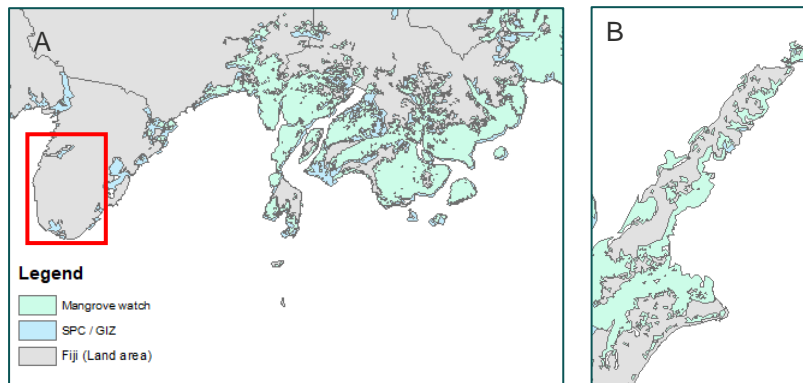 A
B
Legend
Mangrove watch
SPC / GIZ
Fiji (Land area)